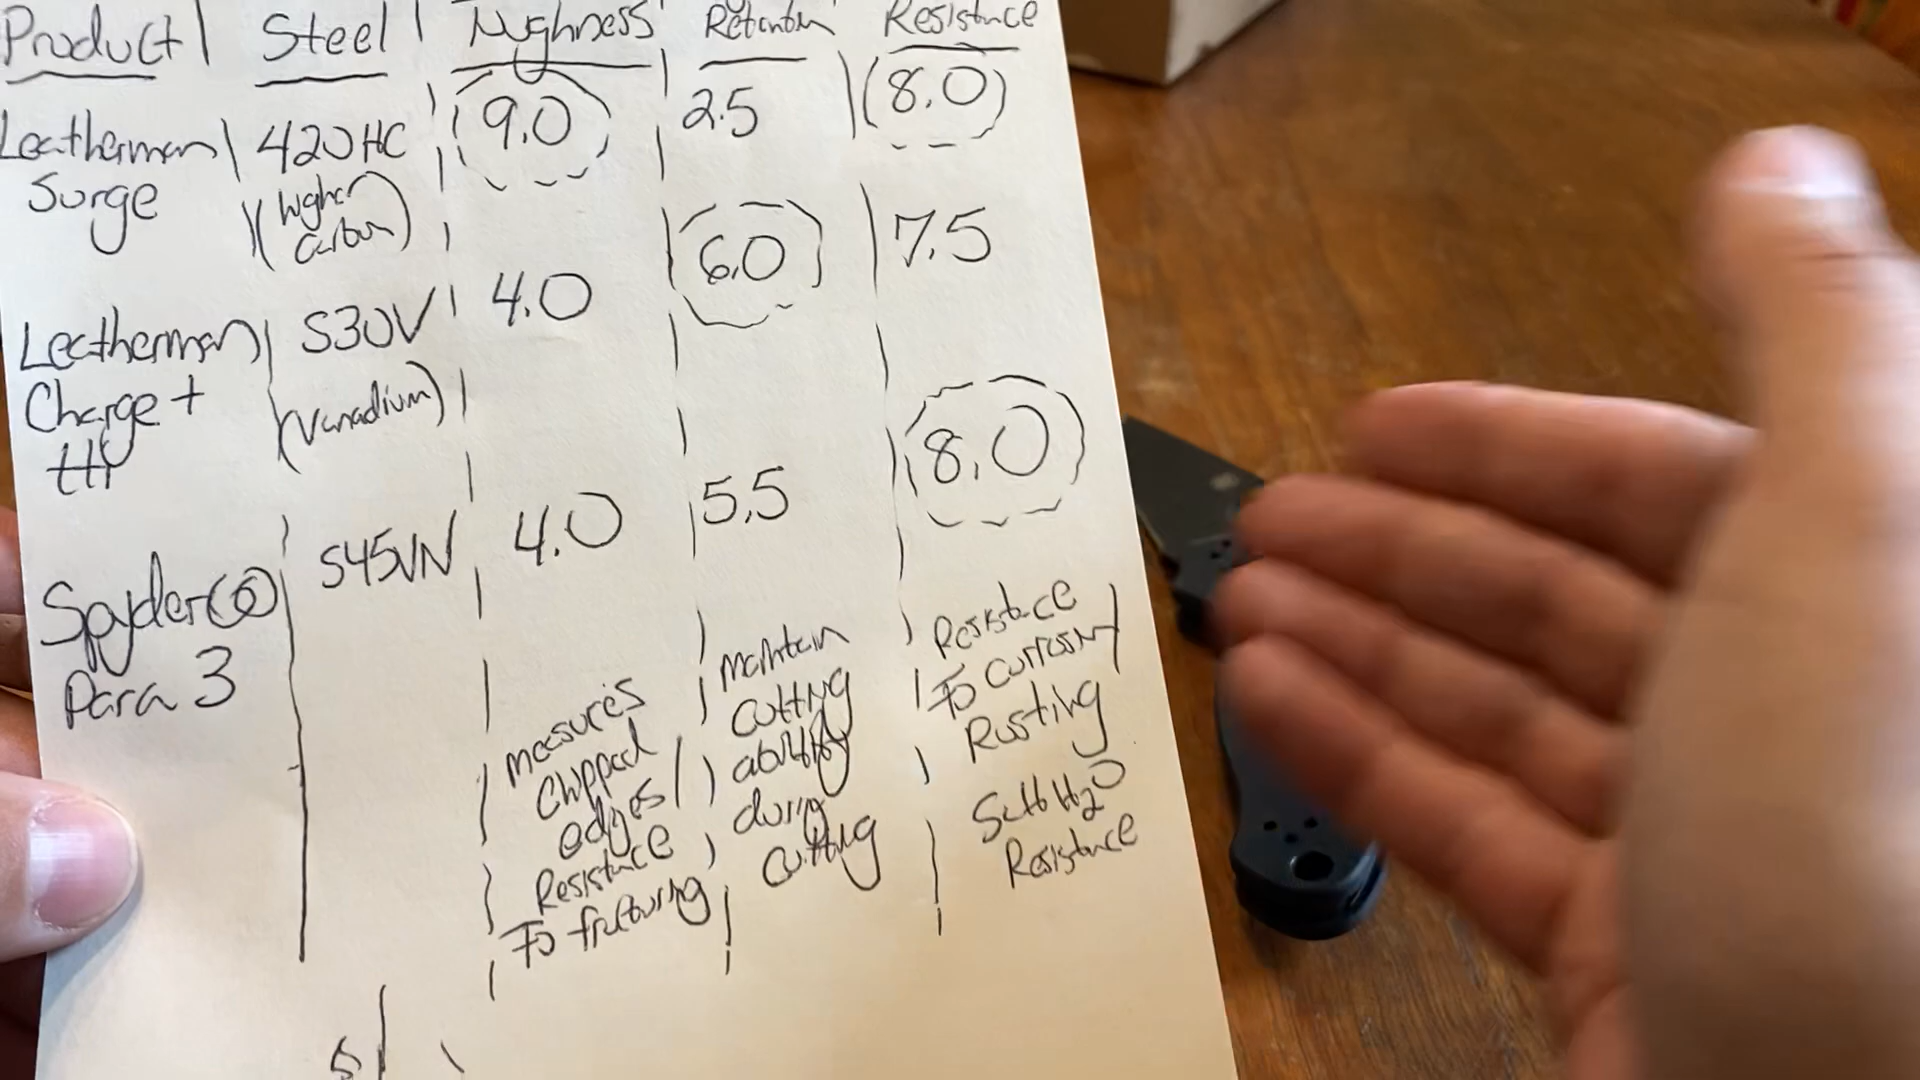 Product Steel Toughness Retention Resistance
Leatherman 420HC 9.0 2.5 (8.0)
Surge (higher
carbon)
Leatherman S30V 4.0 6.0 7.5
Charge + (Vanadium)
tti
Spyderco S45VN 4.0 5.5 8.0
Para 3
measures
chipped
edges/
Resistance
To fracturing
maintain
cutting
ability
during
cutting
Resistance
To currosiny
Rusting
Salt H2O
Resistance